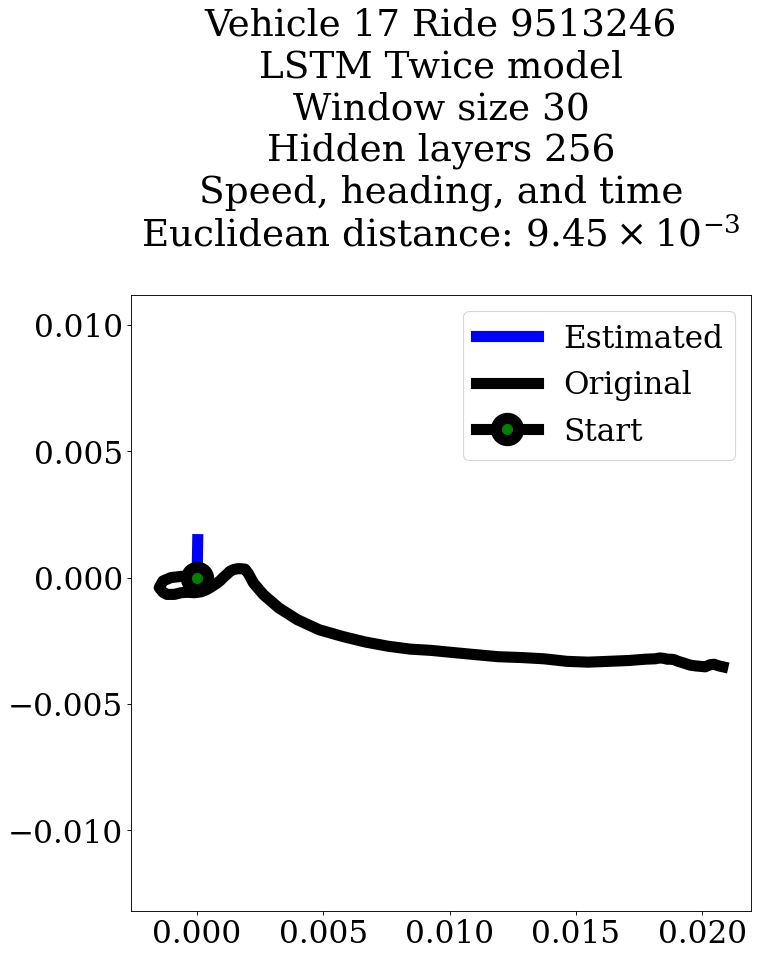 Vehicle 17 Ride 9513246
LSTM Twice model
Window size 30
Hidden layers 256
Speed, heading, and time
Euclidean distance: 9.45 × 10⁻³
Estimated
Original
Start
0.010
0.005
0.000
−0.005
−0.010
0.000 0.005 0.010 0.015 0.020